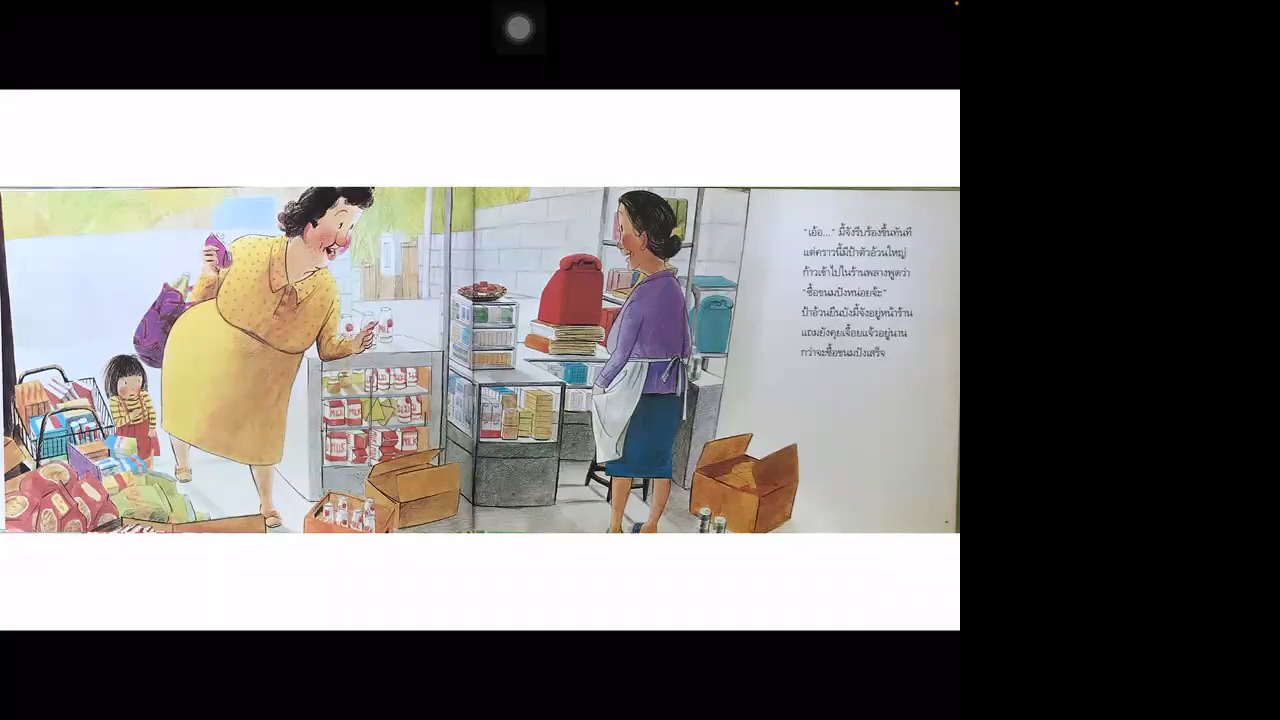 "เอ้อ..." มี้จังรีบร้องขึ้นทันที
แต่คราวนี้มีป้าตัวอ้วนใหญ่
ก้าวเข้าไปในร้านพลางพูดว่า
"ซื้อขนมปังหน่อยจ้ะ"
ป้าอ้วนยืนบังมี้จังอยู่หน้าร้าน
แถมยังคุยเจื้อยแจ้วอยู่นาน
กว่าจะซื้อขนมปังเสร็จ
MILK
MILK
MILK
MILK